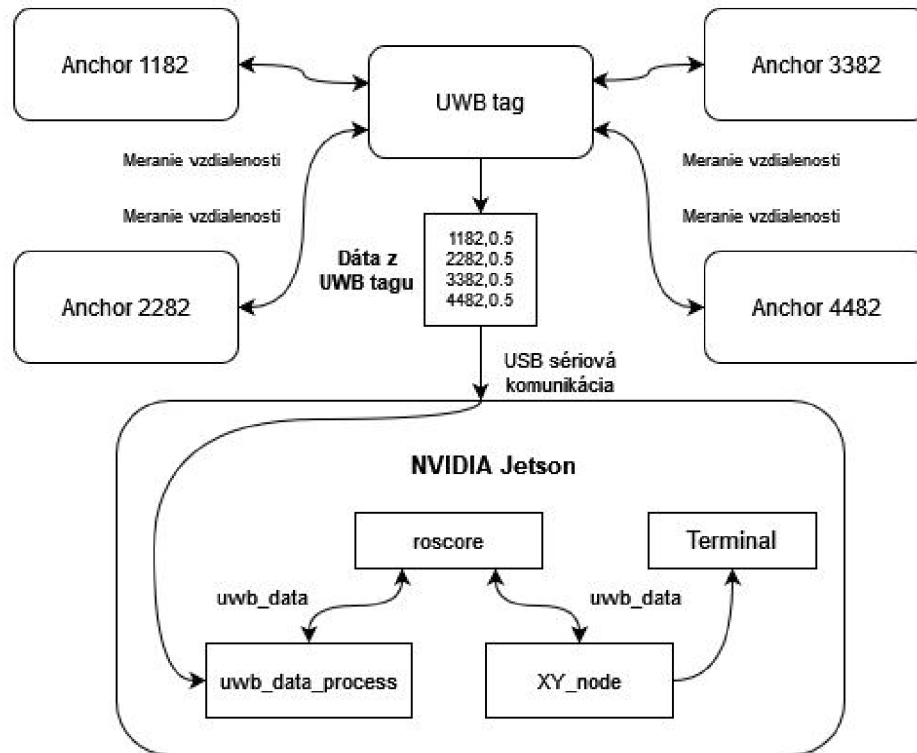 Anchor 1182
UWB tag
Anchor 3382
Meranie vzdialenosti
Meranie vzdialenosti
Meranie vzdialenosti
Meranie vzdialenosti
Anchor 2282
Dáta z
UWB tagu
1182,0.5
2282,0.5
3382,0.5
4482,0.5
Anchor 4482
USB sériová
komunikácia
NVIDIA Jetson
roscore
Terminal
uwb_data
uwb_data
uwb_data_process
XY_node